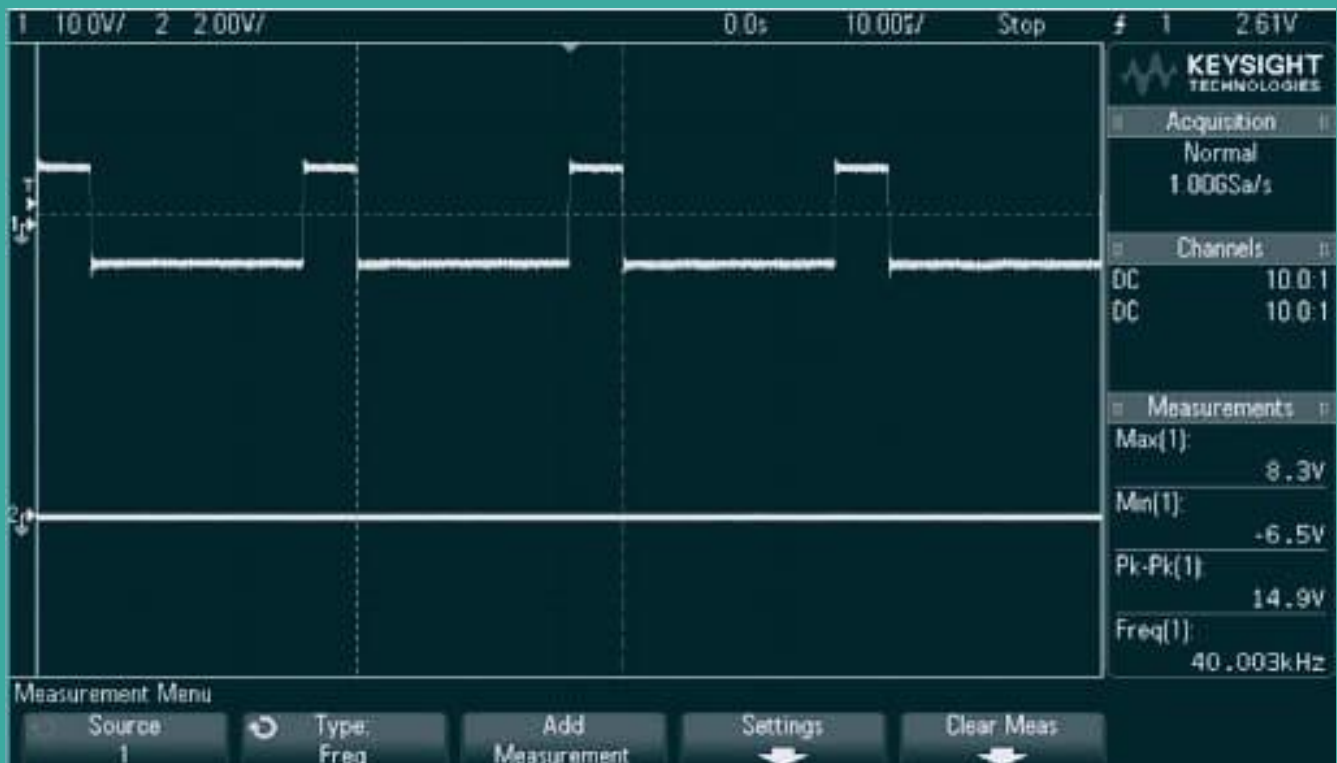 1 10.0V/ 2 2.00V/ 0.0s 10.00s/ Stop 1 2.61V
KEYSIGHT
TECHNOLOGIES
Acquisition
Normal
1.00GSa/s
Channels
DC 10.0:1
DC 10.0:1
Measurements
Max(1):
8.3V
Min(1):
-6.5V
Pk-Pk(1):
14.9V
Freq(1):
40.003kHz
T
1
2
Measurement Menu
Source
1
Type:
Freq
Add
Measurement
Settings
Clear Meas